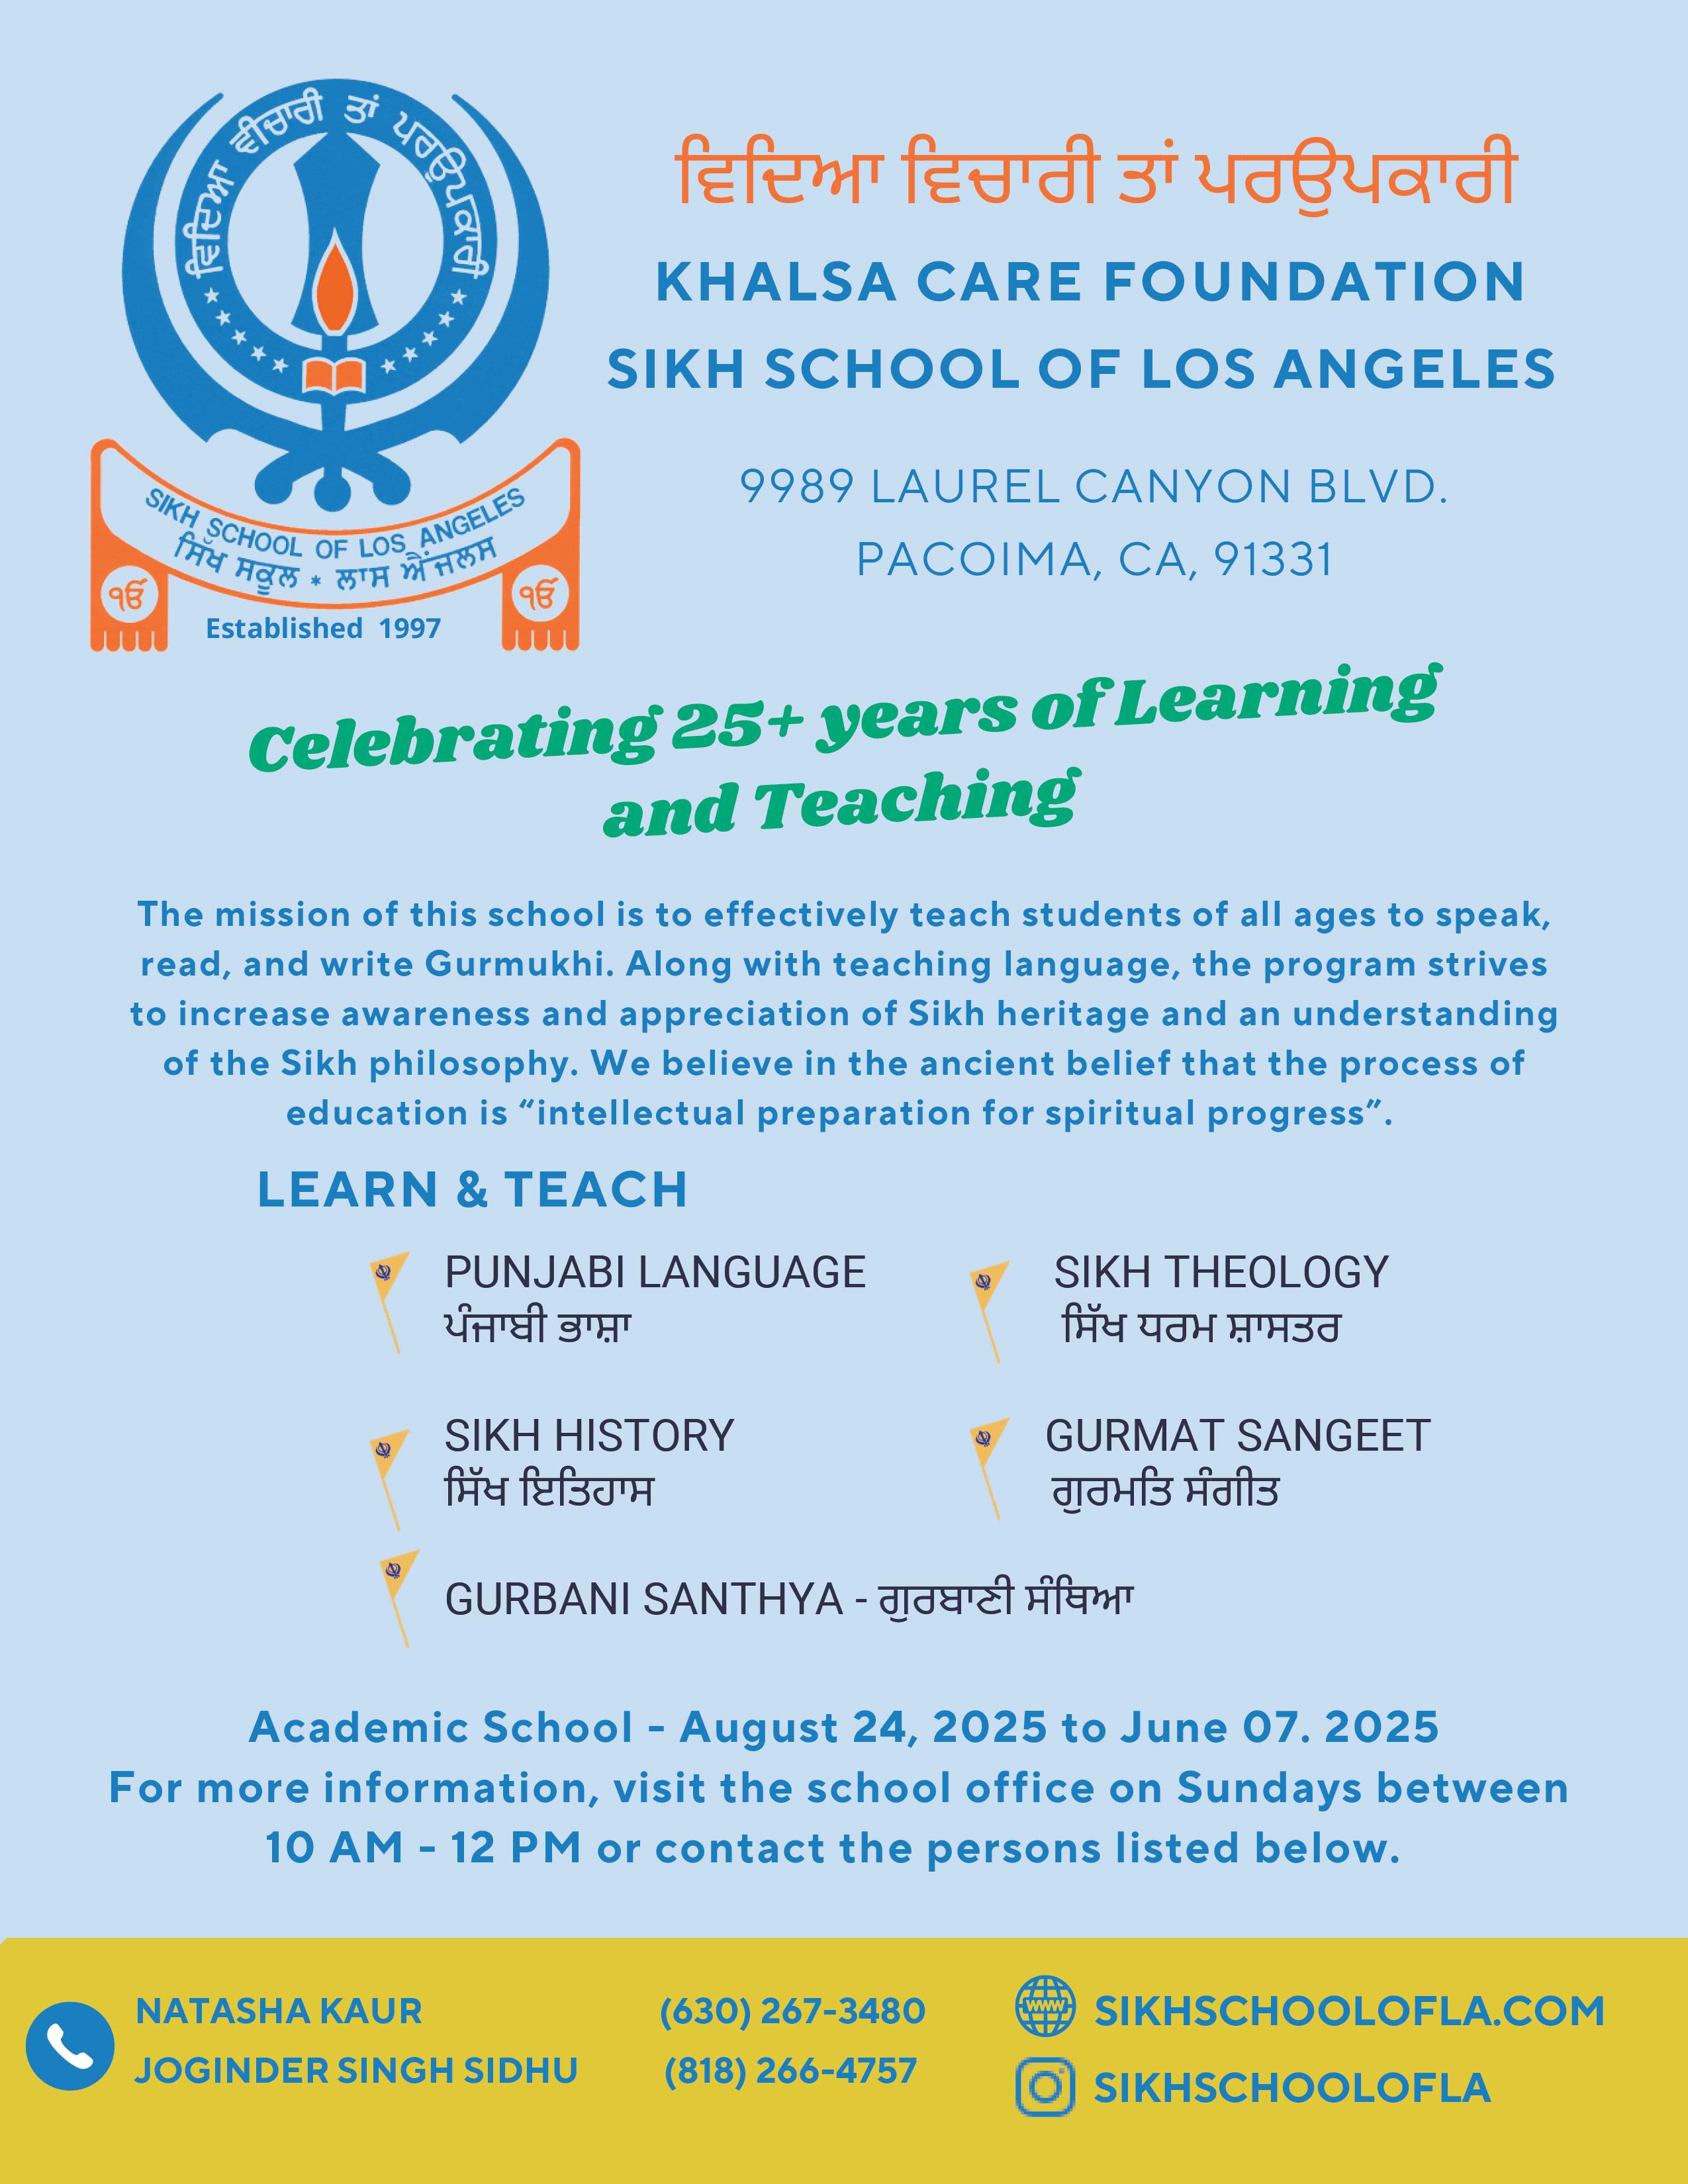 ਵਿਦਿਆ ਵੀਚਾਰੀ ਤਾਂ ਪਰਉਪਕਾਰੀ
SIKH SCHOOL OF LOS ANGELES
ਸਿੱਖ ਸਕੂਲ * ਲਾਸ ਐਂਜਲਸ
ੴ ੴ
Established 1997
ਵਿਦਿਆ ਵਿਚਾਰੀ ਤਾਂ ਪਰਉਪਕਾਰੀ
KHALSA CARE FOUNDATION
SIKH SCHOOL OF LOS ANGELES
9989 LAUREL CANYON BLVD.
PACOIMA, CA, 91331
Celebrating 25+ years of Learning
and Teaching
The mission of this school is to effectively teach students of all ages to speak,
read, and write Gurmukhi. Along with teaching language, the program strives
to increase awareness and appreciation of Sikh heritage and an understanding
of the Sikh philosophy. We believe in the ancient belief that the process of
education is “intellectual preparation for spiritual progress”.
LEARN & TEACH
PUNJABI LANGUAGE
ਪੰਜਾਬੀ ਭਾਸ਼ਾ
SIKH THEOLOGY
ਸਿੱਖ ਧਰਮ ਸ਼ਾਸਤਰ
SIKH HISTORY
ਸਿੱਖ ਇਤਿਹਾਸ
GURMAT SANGEET
ਗੁਰਮਤਿ ਸੰਗੀਤ
GURBANI SANTHYA - ਗੁਰਬਾਣੀ ਸੰਥਿਆ
Academic School - August 24, 2025 to June 07. 2025
For more information, visit the school office on Sundays between
10 AM - 12 PM or contact the persons listed below.
NATASHA KAUR (630) 267-3480
JOGINDER SINGH SIDHU (818) 266-4757
WWW SIKHSCHOOLOFLA.COM
SIKHSCHOOLOFLA